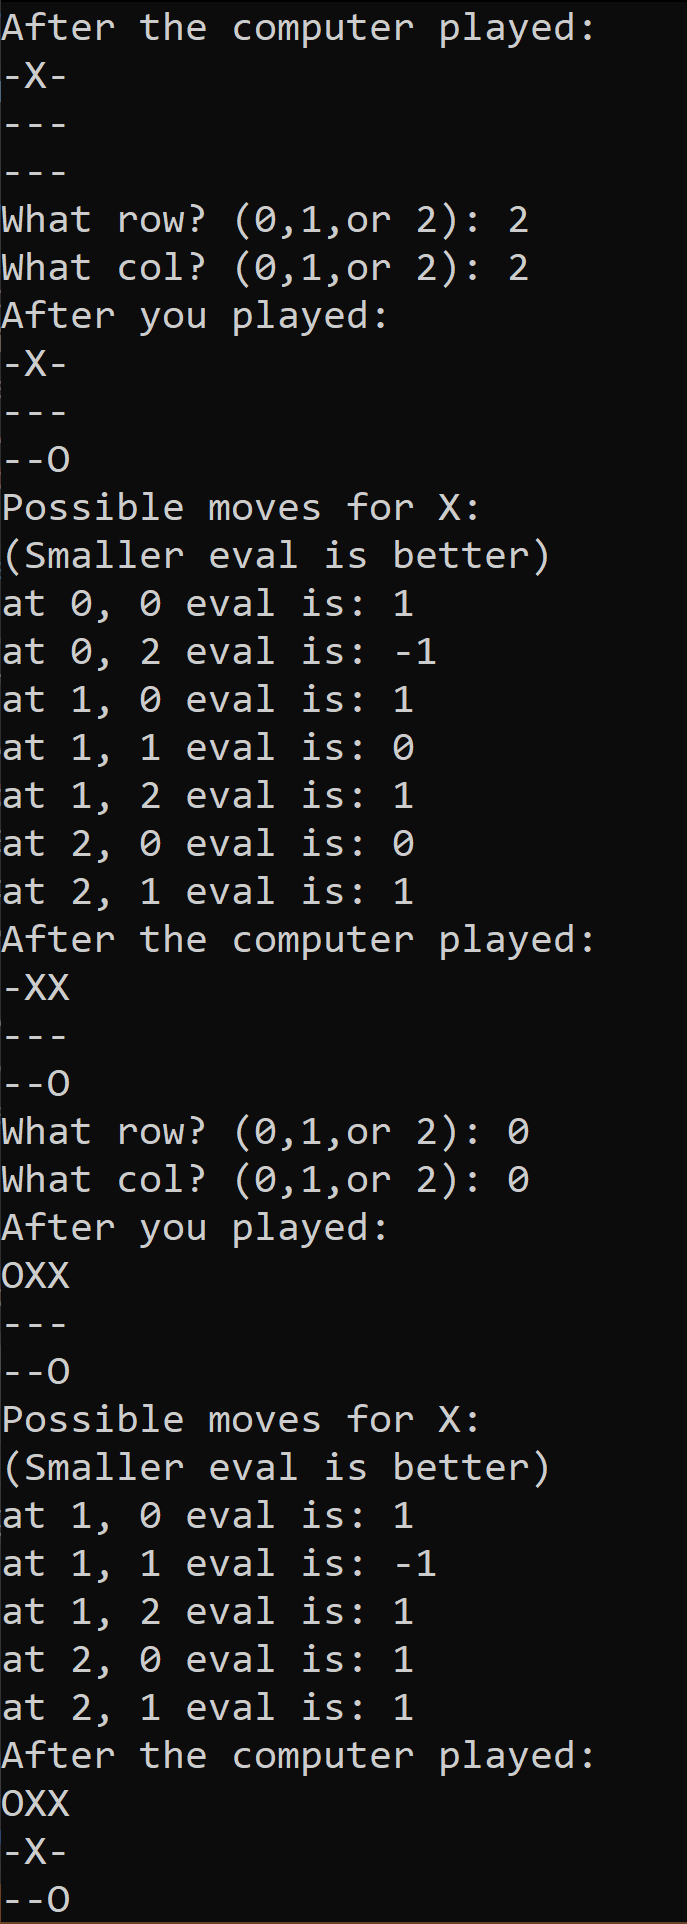 After the computer played:
-X-
---
---
What row? (0,1,or 2): 2
What col? (0,1,or 2): 2
After you played:
-X-
---
--O
Possible moves for X:
(Smaller eval is better)
at 0, 0 eval is: 1
at 0, 2 eval is: -1
at 1, 0 eval is: 1
at 1, 1 eval is: 0
at 1, 2 eval is: 1
at 2, 0 eval is: 0
at 2, 1 eval is: 1
After the computer played:
-XX
---
--O
What row? (0,1,or 2): 0
What col? (0,1,or 2): 0
After you played:
OXX
---
--O
Possible moves for X:
(Smaller eval is better)
at 1, 0 eval is: 1
at 1, 1 eval is: -1
at 1, 2 eval is: 1
at 2, 0 eval is: 1
at 2, 1 eval is: 1
After the computer played:
OXX
-X-
--O